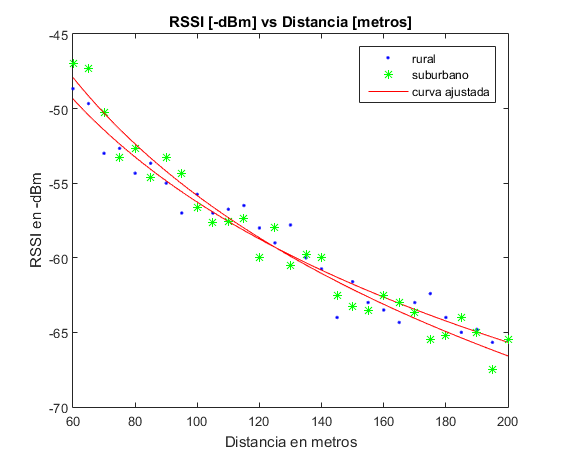 RSSI [-dBm] vs Distancia [metros]
-45
-50
-55
-60
-65
-70
RSSI en -dBm
rural
suburbano
curva ajustada
60 80 100 120 140 160 180 200
Distancia en metros